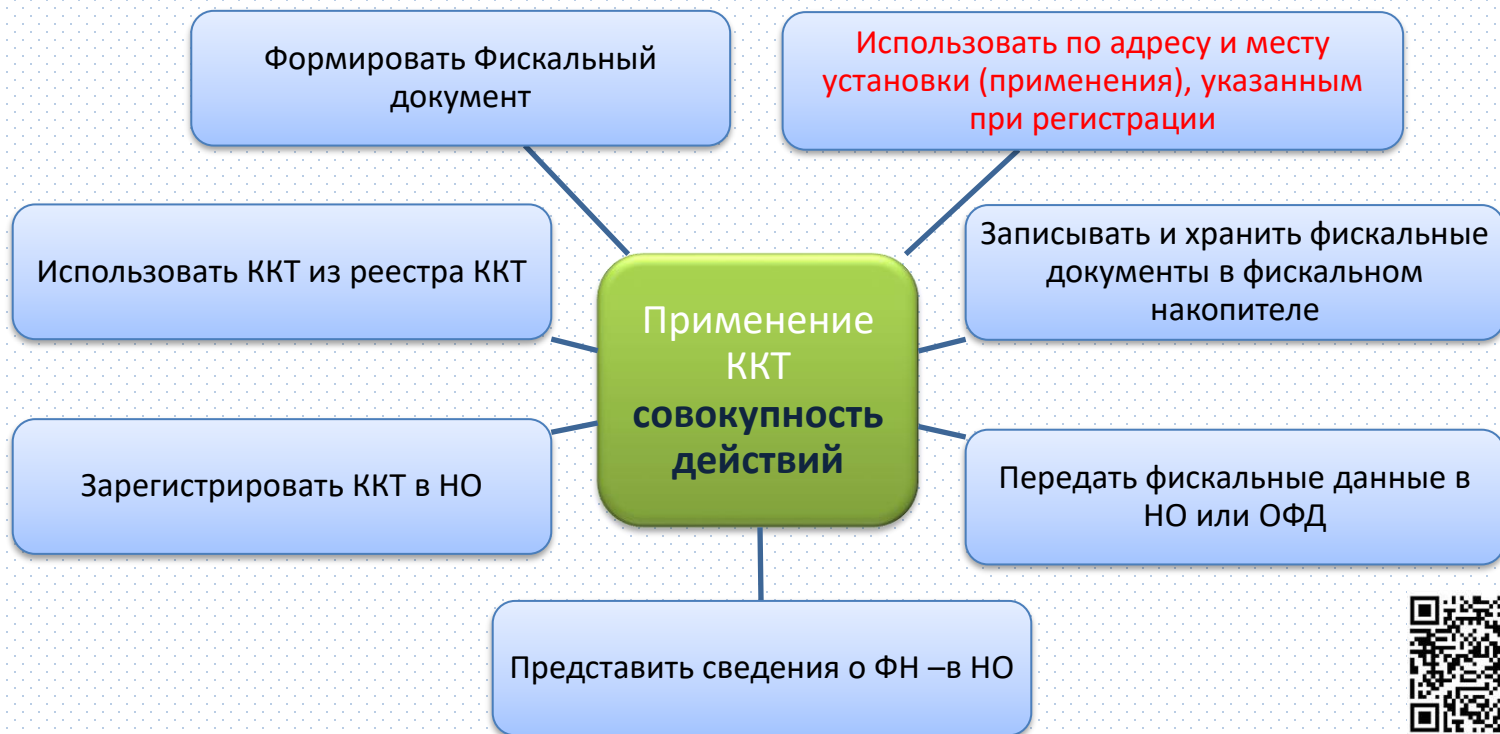 Формировать Фискальный
документ
Использовать по адресу и месту
установки (применения), указанным
при регистрации
Использовать ККТ из реестра ККТ
Записывать и хранить фискальные
документы в фискальном
накопителе
Применение
ККТ
совокупность
действий
Зарегистрировать ККТ в НО
Передать фискальные данные в
НО или ОФД
Представить сведения о ФН –в НО